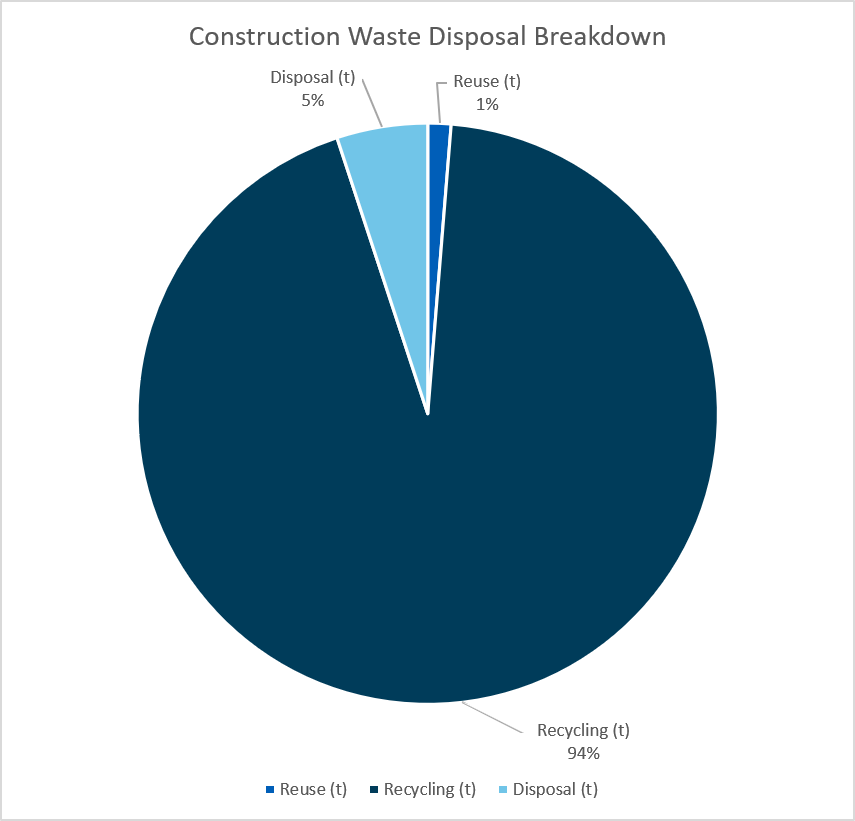 Construction Waste Disposal Breakdown
Disposal (t)
5%
Reuse (t)
1%
Recycling (t)
94%
Reuse (t) Recycling (t) Disposal (t)